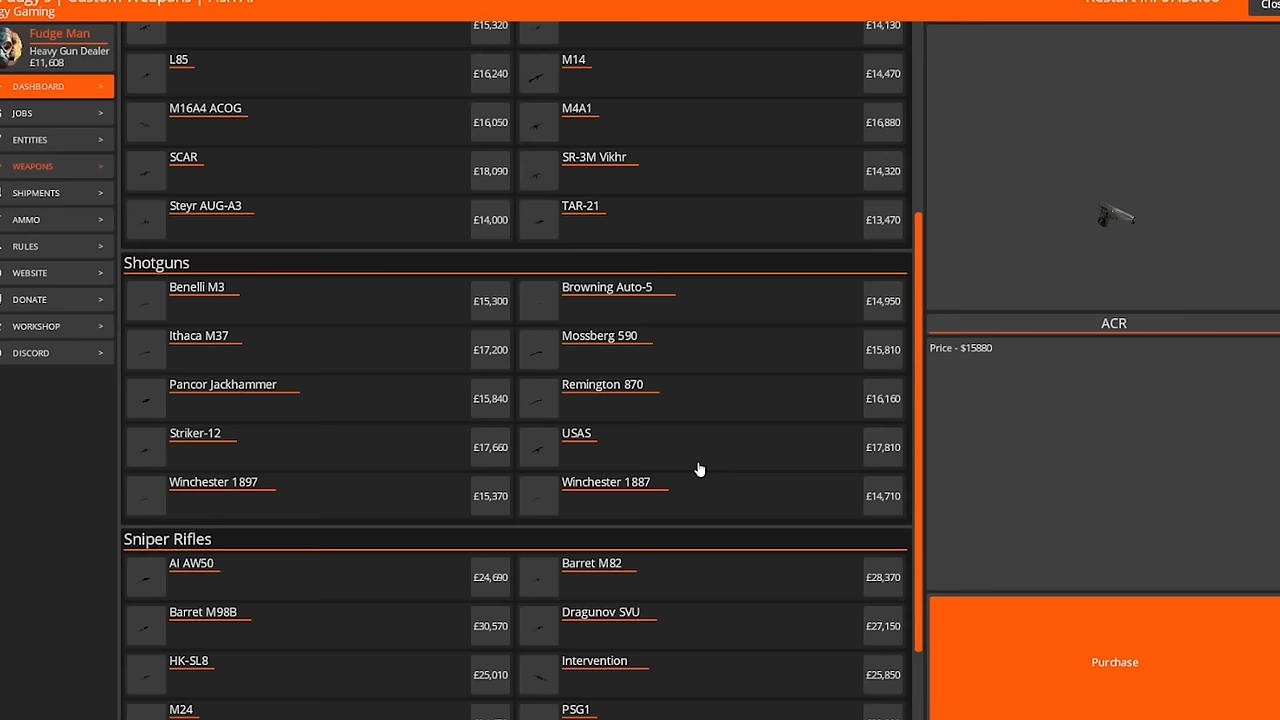 gy Gaming
Fudge Man
Heavy Gun Dealer
£11,608
DASHBOARD >
JOBS >
ENTITIES >
WEAPONS >
SHIPMENTS >
AMMO >
RULES >
WEBSITE >
DONATE >
WORKSHOP >
DISCORD >
£15,320
£14,130
L85 £16,240
M14 £14,470
M16A4 ACOG £16,050
M4A1 £16,880
SCAR £18,090
SR-3M Vikhr £14,320
Steyr AUG-A3 £14,000
TAR-21 £13,470
Shotguns
Benelli M3 £15,300
Browning Auto-5 £14,950
Ithaca M37 £17,200
Mossberg 590 £15,810
Pancor Jackhammer £15,840
Remington 870 £16,160
Striker-12 £17,660
USAS £17,810
Winchester 1897 £15,370
Winchester 1887 £14,710
Sniper Rifles
AI AW50 £24,690
Barret M82 £28,370
Barret M98B £30,570
Dragunov SVU £27,150
HK-SL8 £25,010
Intervention £25,850
M24
PSG1
Clos
ACR
Price - $15880
Purchase